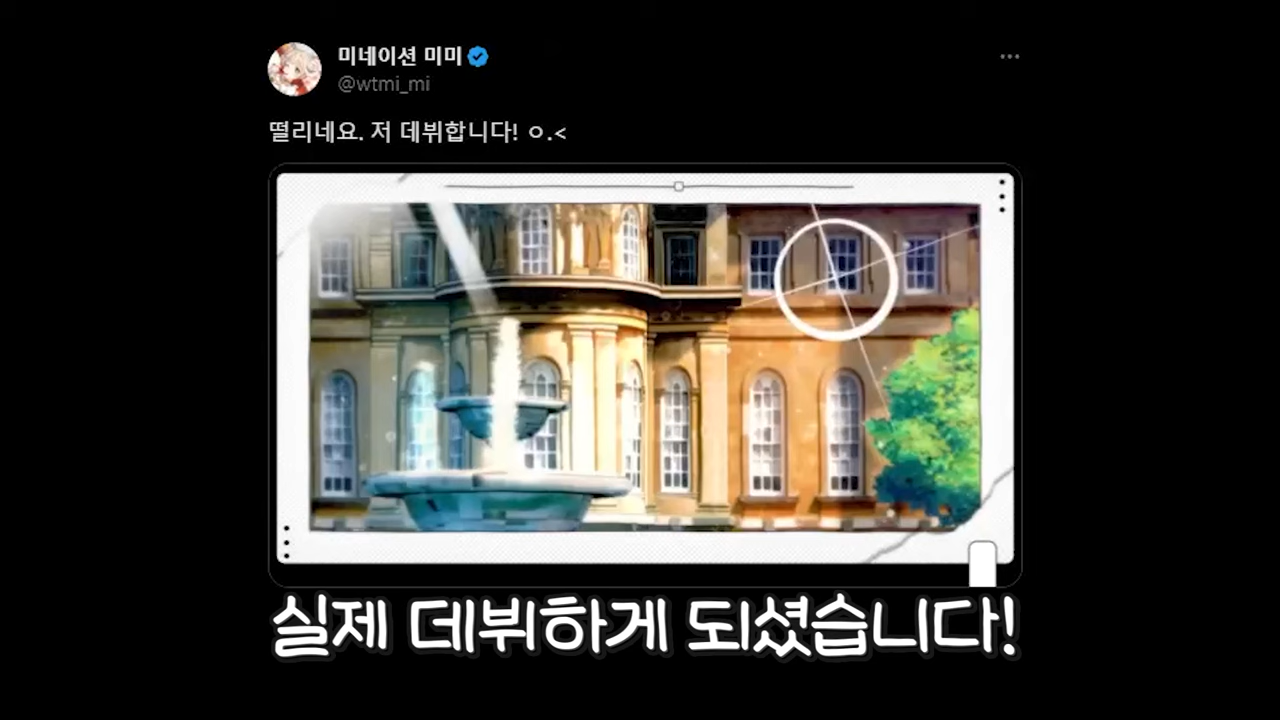 미네이션 미미
@wtmi_mi
떨리네요. 저 데뷔합니다! ㅇ.<
실제 데뷔하게 되셨습니다!